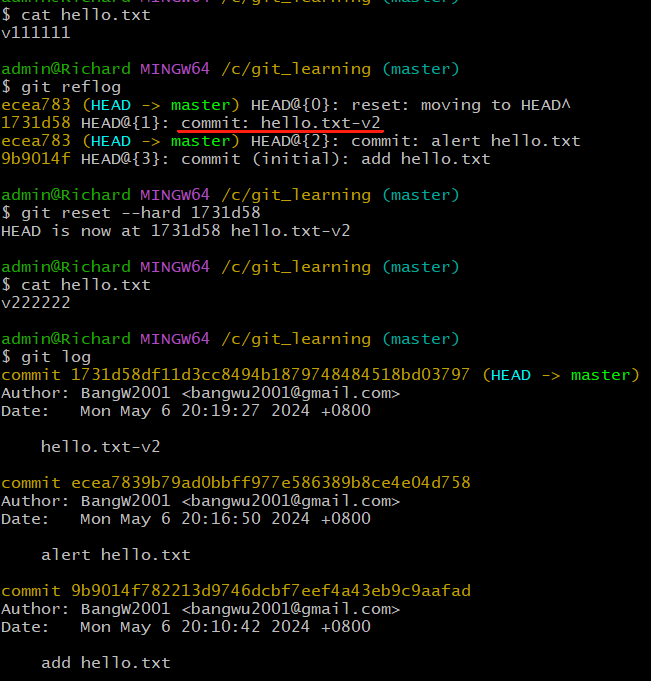 $ cat hello.txt
v111111
admin@Richard MINGW64 /c/git_learning (master)
$ git reflog
ecea783 (HEAD -> master) HEAD@{0}: reset: moving to HEAD^
1731d58 HEAD@{1}: commit: hello.txt-v2
ecea783 (HEAD -> master) HEAD@{2}: commit: alert hello.txt
9b9014f HEAD@{3}: commit (initial): add hello.txt
admin@Richard MINGW64 /c/git_learning (master)
$ git reset --hard 1731d58
HEAD is now at 1731d58 hello.txt-v2
admin@Richard MINGW64 /c/git_learning (master)
$ cat hello.txt
v222222
admin@Richard MINGW64 /c/git_learning (master)
$ git log
commit 1731d58df11d3cc8494b1879748484518bd03797 (HEAD -> master)
Author: BangW2001 <bangwu2001@gmail.com>
Date:   Mon May 6 20:19:27 2024 +0800
    hello.txt-v2
commit ecea7839b79ad0bbff977e586389b8ce4e04d758
Author: BangW2001 <bangwu2001@gmail.com>
Date:   Mon May 6 20:16:50 2024 +0800
    alert hello.txt
commit 9b9014f782213d9746dcbf7eef4a43eb9c9aafad
Author: BangW2001 <bangwu2001@gmail.com>
Date:   Mon May 6 20:10:42 2024 +0800
    add hello.txt